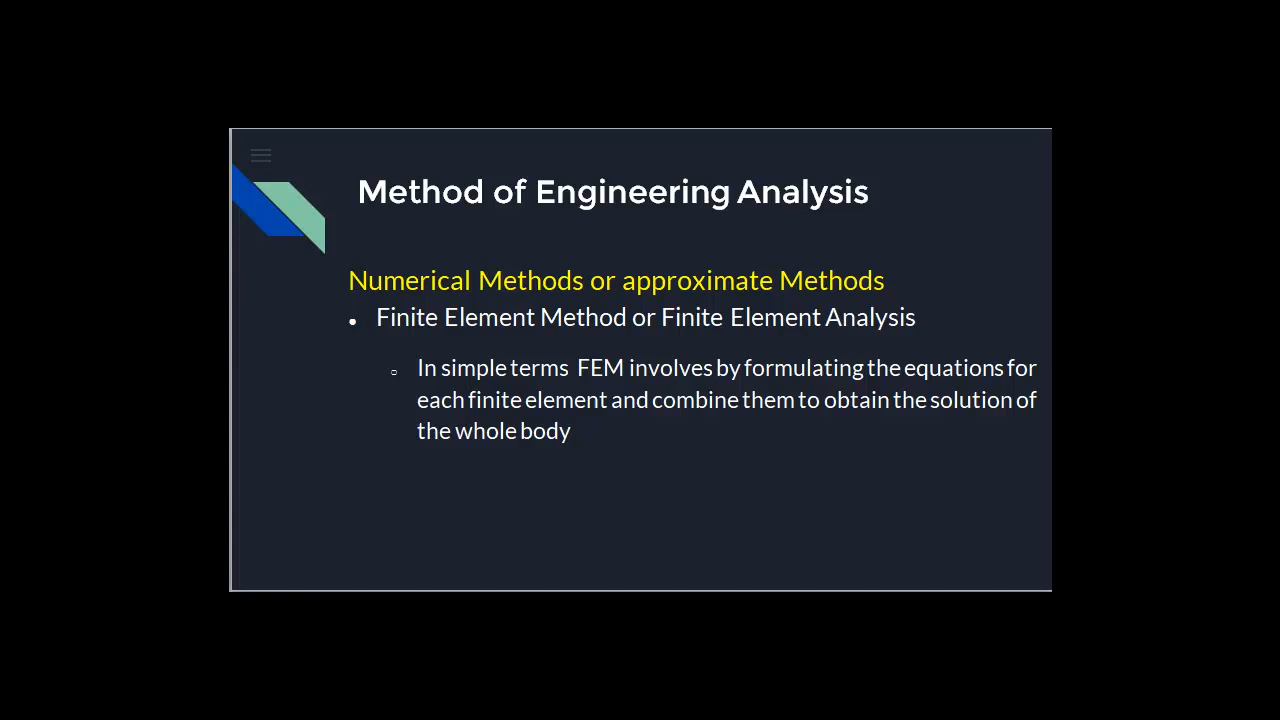 Method of Engineering Analysis
Numerical Methods or approximate Methods
• Finite Element Method or Finite Element Analysis
▫ In simple terms FEM involves by formulating the equations for
each finite element and combine them to obtain the solution of
the whole body